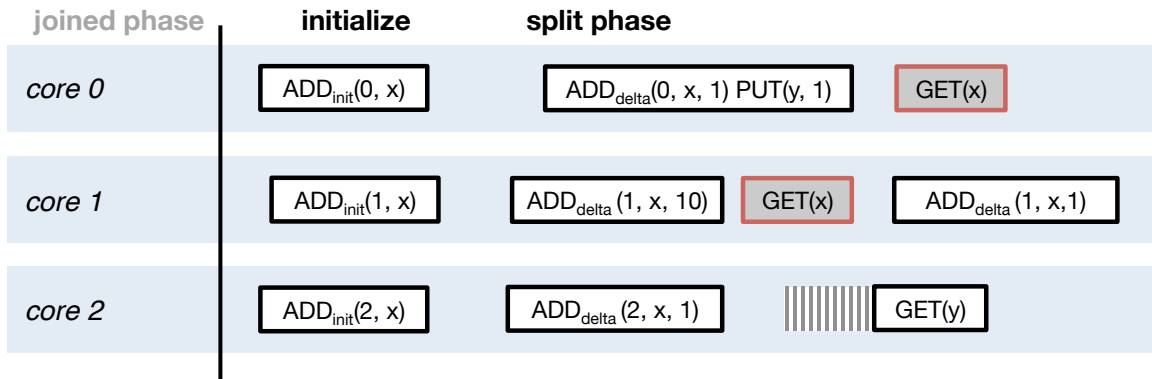 joined phase initialize split phase
core 0 ADDinit(0, x) ADDdelta(0, x, 1) PUT(y, 1) GET(x)
core 1 ADDinit(1, x) ADDdelta (1, x, 10) GET(x) ADDdelta (1, x,1)
core 2 ADDinit(2, x) ADDdelta (2, x, 1) GET(y)